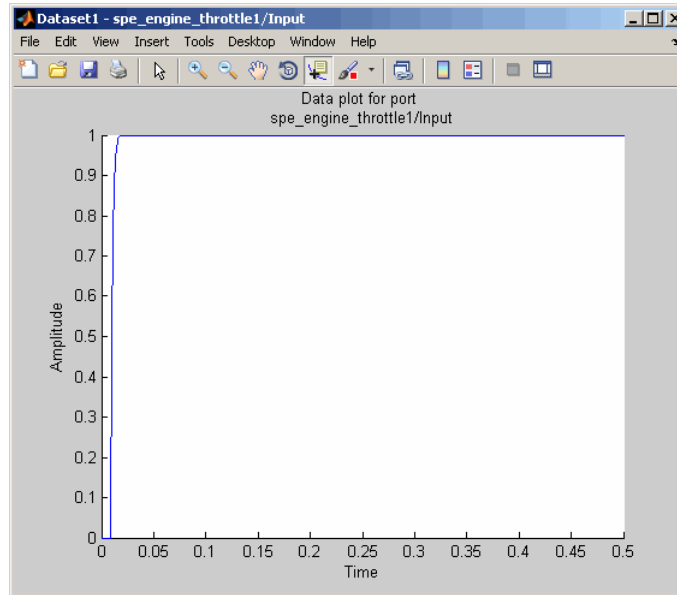 Dataset1 - spe_engine_throttle1/Input
File Edit View Insert Tools Desktop Window Help
Data plot for port
spe_engine_throttle1/Input
1
0.9
0.8
0.7
0.6
0.5
0.4
0.3
0.2
0.1
0
Amplitude
0 0.05 0.1 0.15 0.2 0.25 0.3 0.35 0.4 0.45 0.5
Time